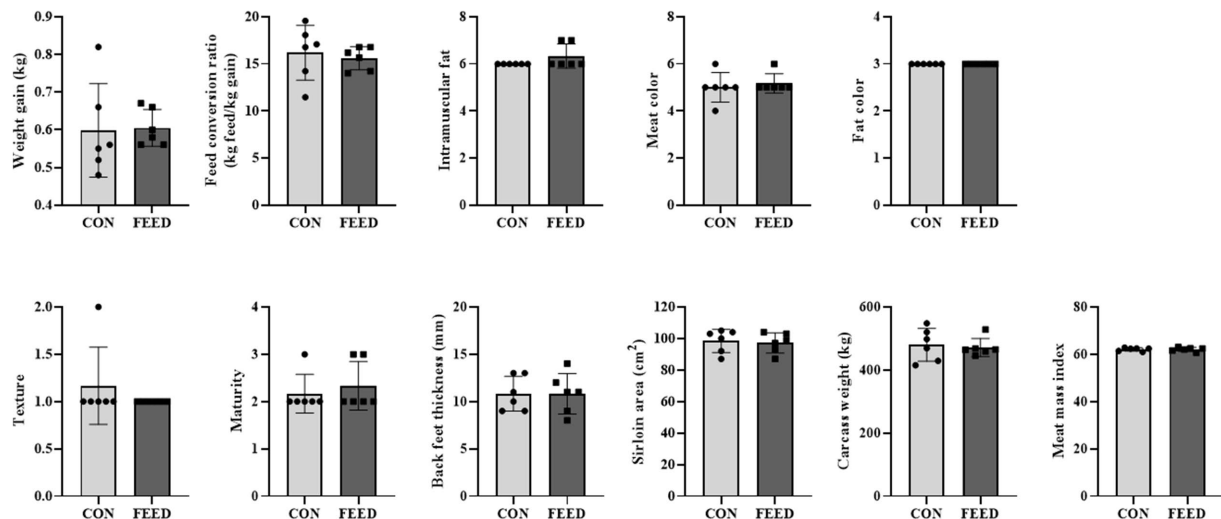 Weight gain (kg)
1.0
0.9
0.8
0.7
0.6
0.5
0.4
CON FEED
Feed conversion ratio
(kg feed/kg gain)
20
15
10
5
0
CON FEED
Intramuscular fat
8
6
4
2
0
CON FEED
Meat color
8
6
4
2
0
CON FEED
Fat color
4
3
2
1
0
CON FEED
Texture
2.0
1.5
1.0
0.5
0.0
CON FEED
Maturity
4
3
2
1
0
CON FEED
Back feet thickness (mm)
20
15
10
5
0
CON FEED
Sirloin area (cm²)
120
100
80
60
40
20
0
CON FEED
Carcass weight (kg)
600
400
200
0
CON FEED
Meat mass index
80
60
40
20
0
CON FEED